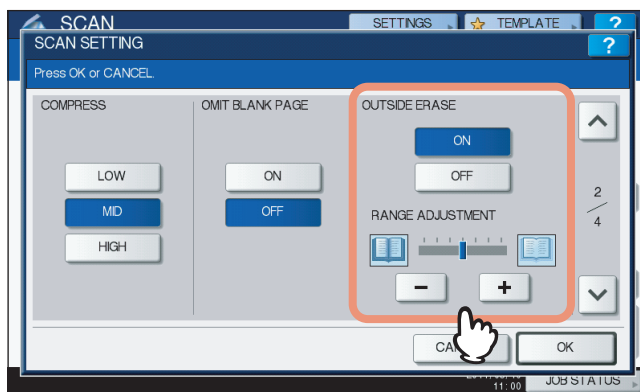 SCAN
SETTINGS
TEMPLATE
?
SCAN SETTING
?
Press OK or CANCEL.
COMPRESS
LOW
MID
HIGH
OMIT BLANK PAGE
ON
OFF
OUTSIDE ERASE
ON
OFF
RANGE ADJUSTMENT
−
+
2
4
OK
11:00
JOB STATUS